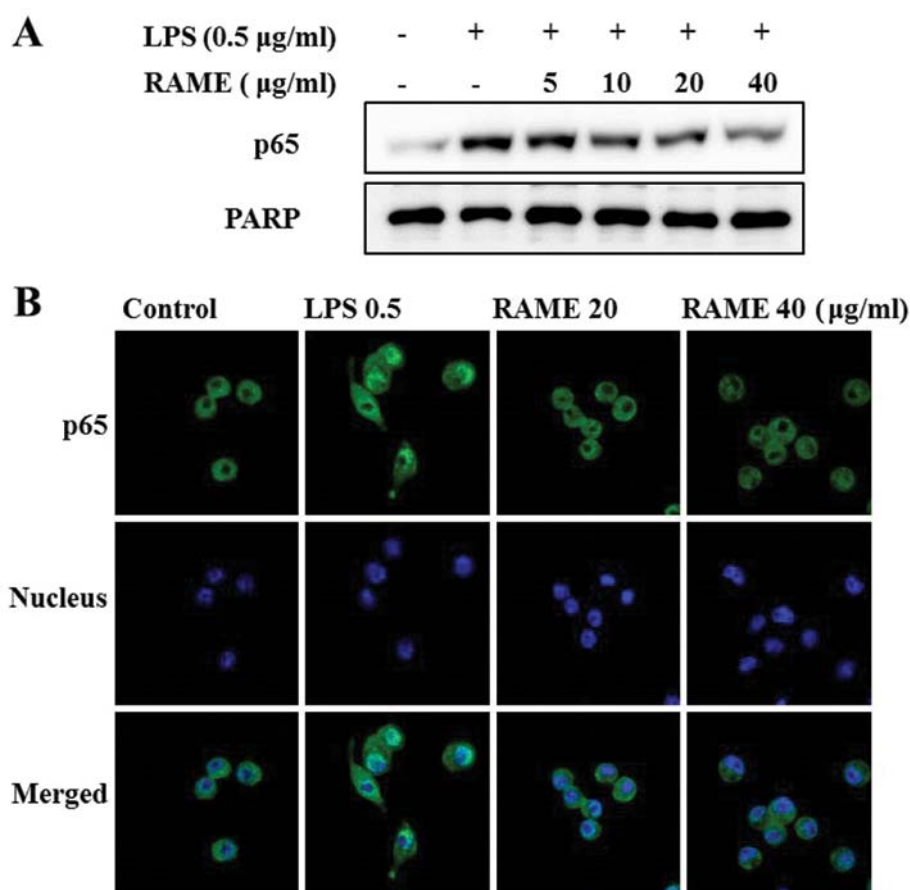 A
LPS (0.5 µg/ml) - + + + + +
RAME ( µg/ml) - - 5 10 20 40
p65
PARP
B
Control LPS 0.5 RAME 20 RAME 40 (µg/ml)
p65
Nucleus
Merged